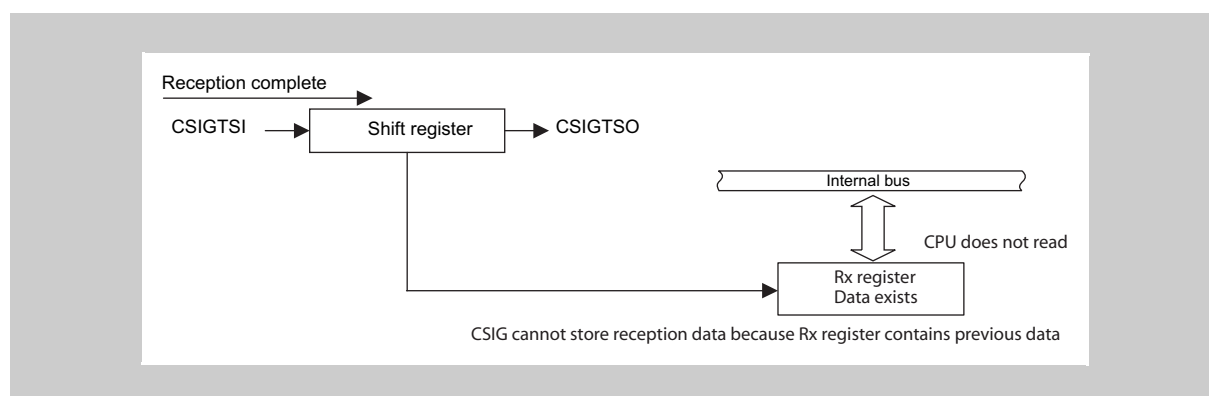 Reception complete
CSIGTSI
Shift register
CSIGTSO
Internal bus
CPU does not read
Rx register
Data exists
CSIG cannot store reception data because Rx register contains previous data